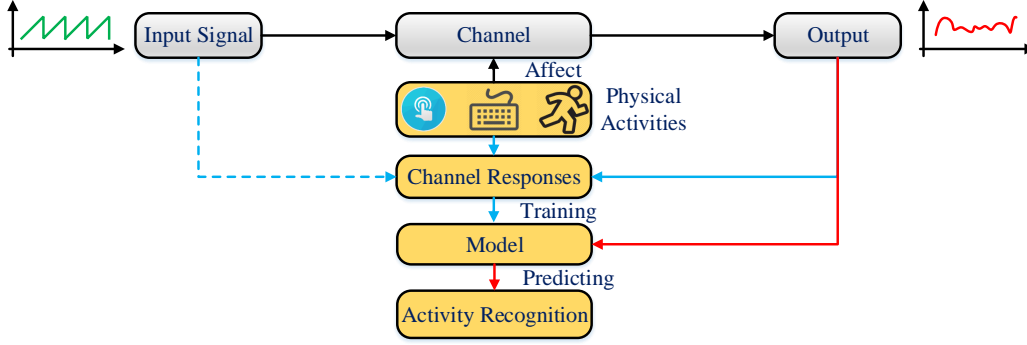 Input Signal
Channel
Output
Affect
Physical
Activities
Channel Responses
Training
Model
Predicting
Activity Recognition